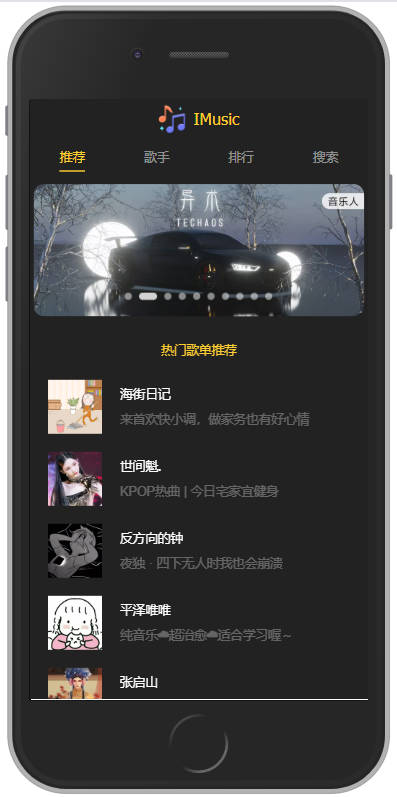 IMusic
推荐 歌手 排行 搜索
异术
TECHAOS
音乐人
热门歌单推荐
海街日记
来首欢快小调，做家务也有好心情
世间魁.
KPOP热曲 | 今日宅家宜健身
反方向的钟
夜独 · 四下无人时我也会崩溃
平泽唯唯
纯音乐☁超治愈☁适合学习喔～
张启山